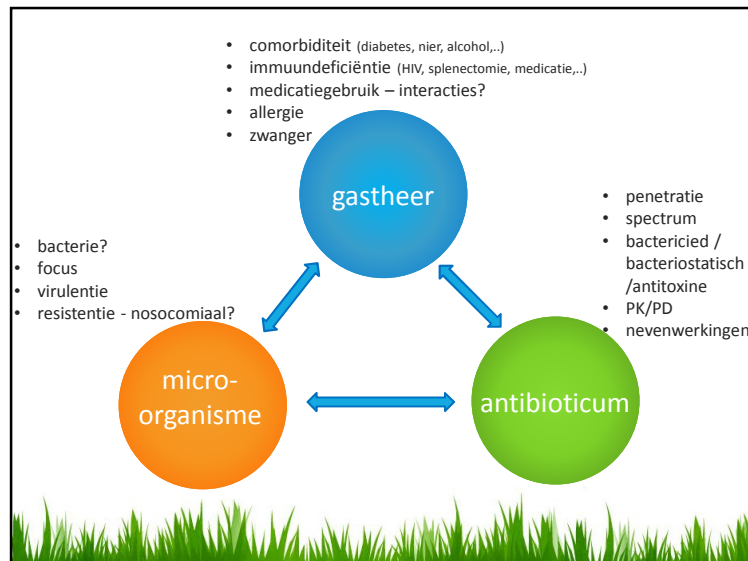 • comorbiditeit (diabetes, nier, alcohol,..)
• immuundeficiëntie (HIV, splenectomie, medicatie,..)
• medicatiegebruik – interacties?
• allergie
• zwanger
gastheer
• penetratie
• spectrum
• bactericied /
bacteriostatisch
/antitoxine
• PK/PD
• nevenwerkingen
• bacterie?
• focus
• virulentie
• resistentie - nosocomiaal?
micro-
organisme
antibioticum